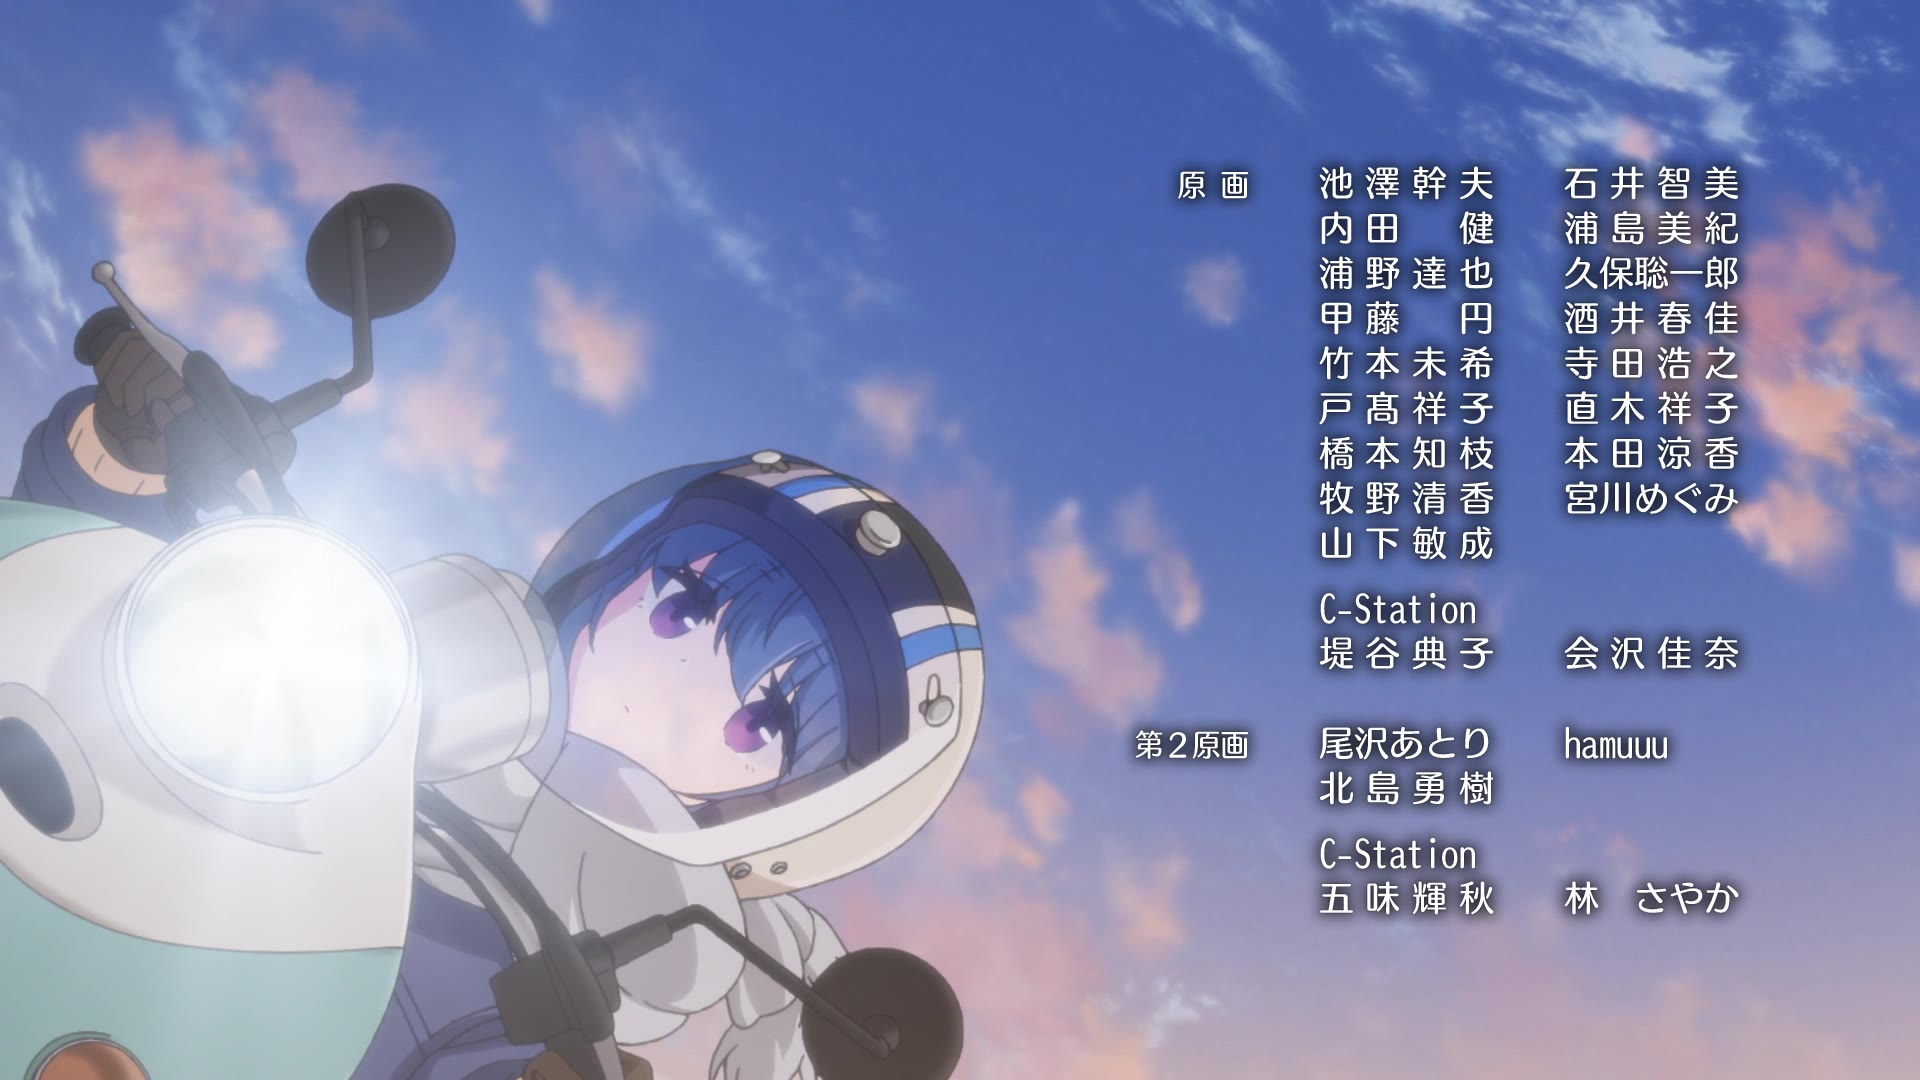 原画 池澤幹夫 石井智美
内田 健 浦島美紀
浦野達也 久保聡一郎
甲藤 円 酒井春佳
竹本未希 寺田浩之
戸髙祥子 直木祥子
橋本知枝 本田涼香
牧野清香 宮川めぐみ
山下敏成
C-Station
堤谷典子 会沢佳奈
第2原画 尾沢あとり hamuuu
北島勇樹
C-Station
五味輝秋 林 さやか